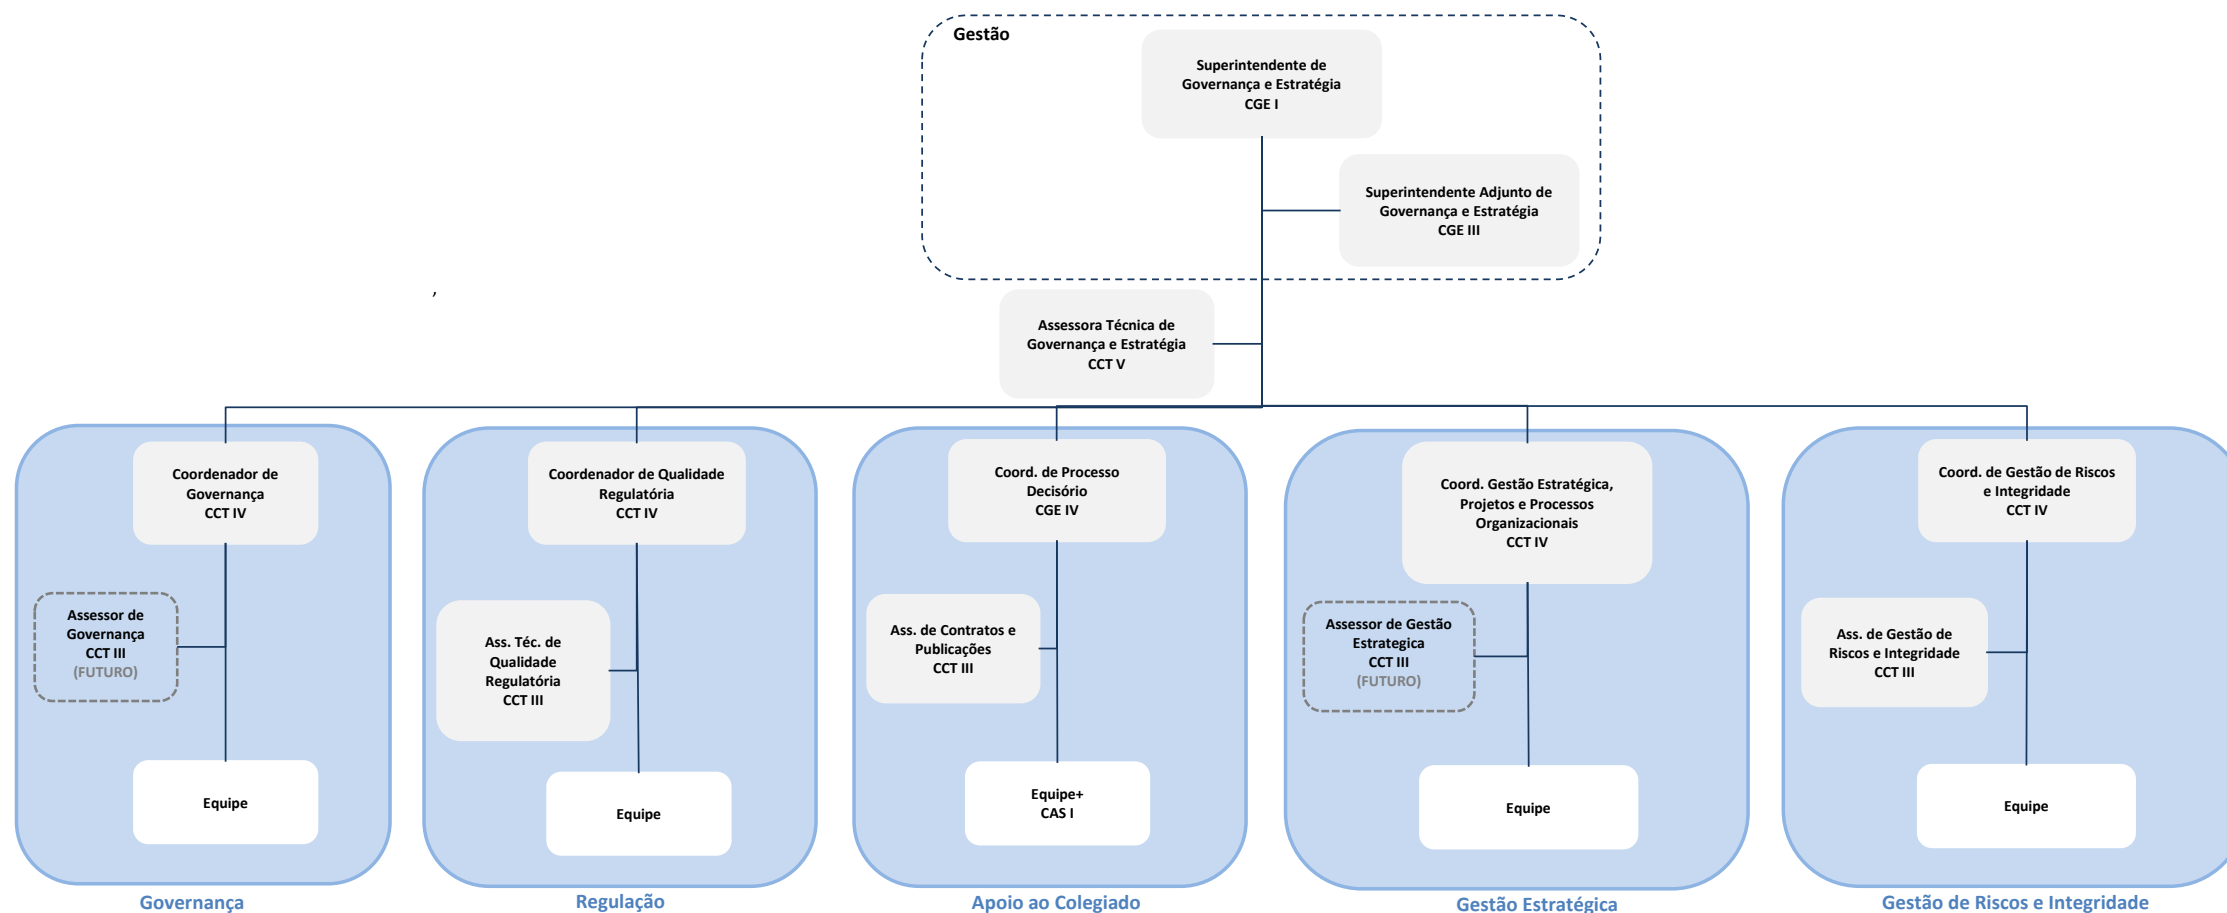 Gestão
Superintendente de
Governança e Estratégia
CGE I
Superintendente Adjunto de
Governança e Estratégia
CGE III
,
Assessora Técnica de
Governança e Estratégia
CCT V
Coordenador de
Governança
CCT IV
Assessor de
Governança
CCT III
(FUTURO)
Equipe
Governança
Coordenador de Qualidade
Regulatória
CCT IV
Ass. Téc. de
Qualidade
Regulatória
CCT III
Equipe
Regulação
Coord. de Processo
Decisório
CGE IV
Ass. de Contratos e
Publicações
CCT III
Equipe+
CAS I
Apoio ao Colegiado
Coord. Gestão Estratégica,
Projetos e Processos
Organizacionais
CCT IV
Assessor de Gestão
Estrategica
CCT III
(FUTURO)
Equipe
Gestão Estratégica
Coord. de Gestão de Riscos
e Integridade
CCT IV
Ass. de Gestão de
Riscos e Integridade
CCT III
Equipe
Gestão de Riscos e Integridade